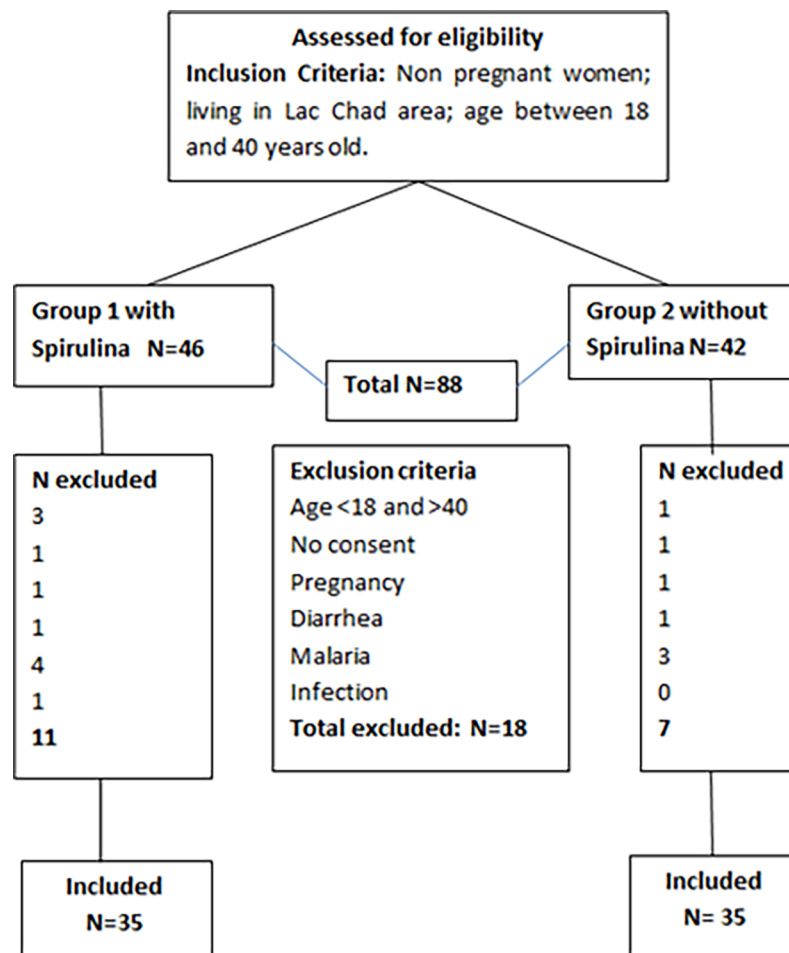 Assessed for eligibility
Inclusion Criteria: Non pregnant women;
living in Lac Chad area; age between 18
and 40 years old.
Group 1 with
Spirulina N=46
Group 2 without
Spirulina N=42
Total N=88
N excluded
3
1
1
1
4
1
11
Exclusion criteria
Age <18 and >40
No consent
Pregnancy
Diarrhea
Malaria
Infection
Total excluded: N=18
N excluded
1
1
1
1
3
0
7
Included
N=35
Included
N= 35